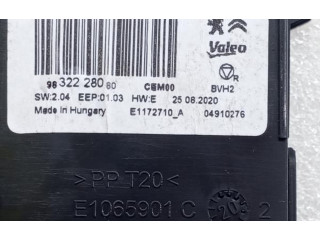 Valeo
98 322 280 80 CEM00 R BVH2
SW:2.04 EEP:01.03 HW:E 25 08.2020
Made in Hungary E1172710_A 04910276
>PP T20<
E1065901 C 20 2